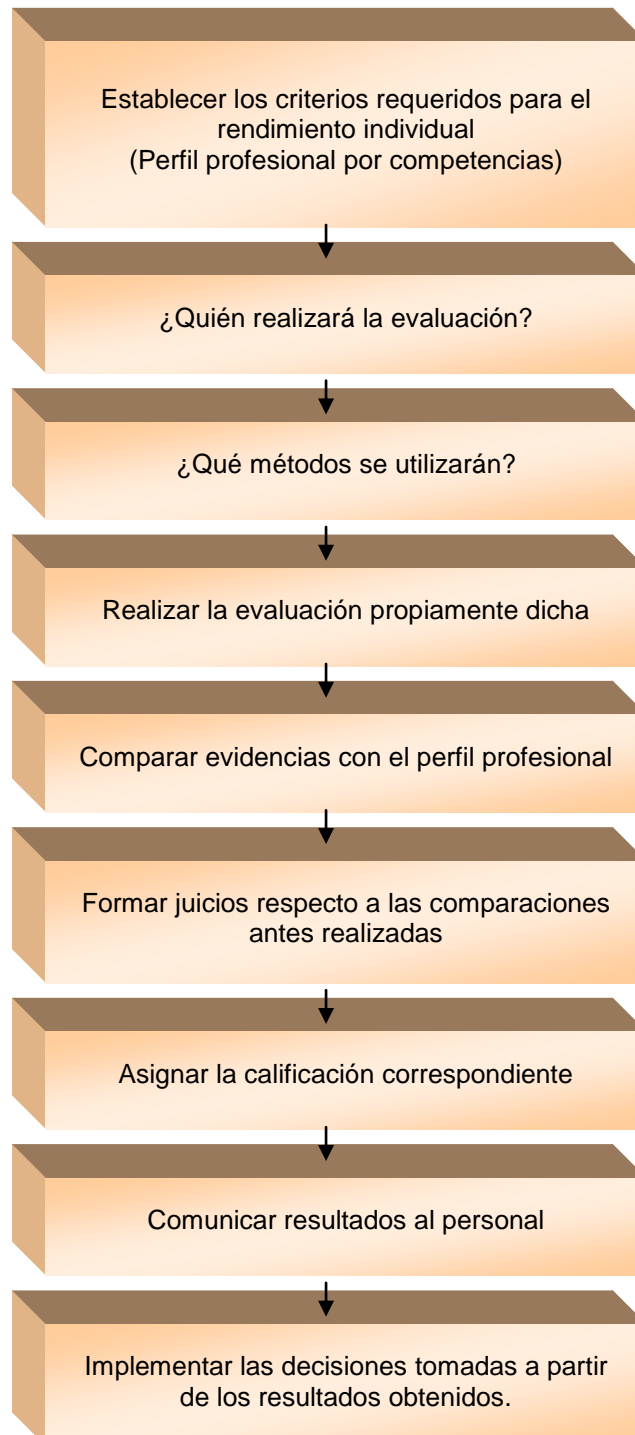 Establecer los criterios requeridos para el
rendimiento individual
(Perfil profesional por competencias)
¿Quién realizará la evaluación?
¿Qué métodos se utilizarán?
Realizar la evaluación propiamente dicha
Comparar evidencias con el perfil profesional
Formar juicios respecto a las comparaciones
antes realizadas
Asignar la calificación correspondiente
Comunicar resultados al personal
Implementar las decisiones tomadas a partir
de los resultados obtenidos.